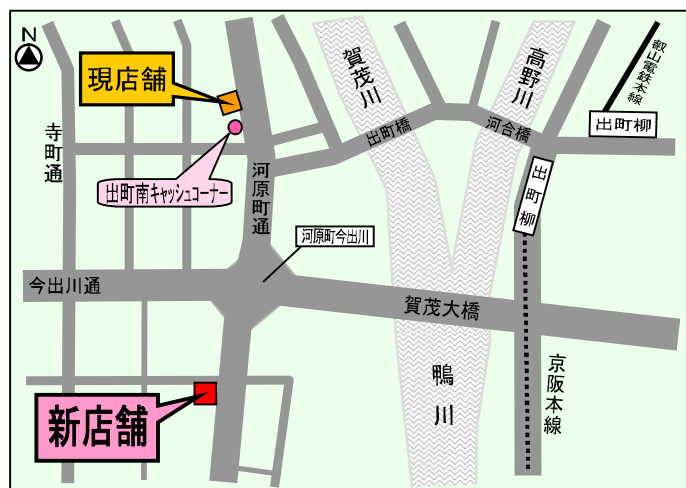 N
現店舗
寺町通
出町南キャッシュコーナー
河原町通
賀茂川
高野川
叡山電鉄本線
出町柳
出町橋
河合橋
出町柳
河原町今出川
今出川通
賀茂大橋
鴨川
京阪本線
新店舗